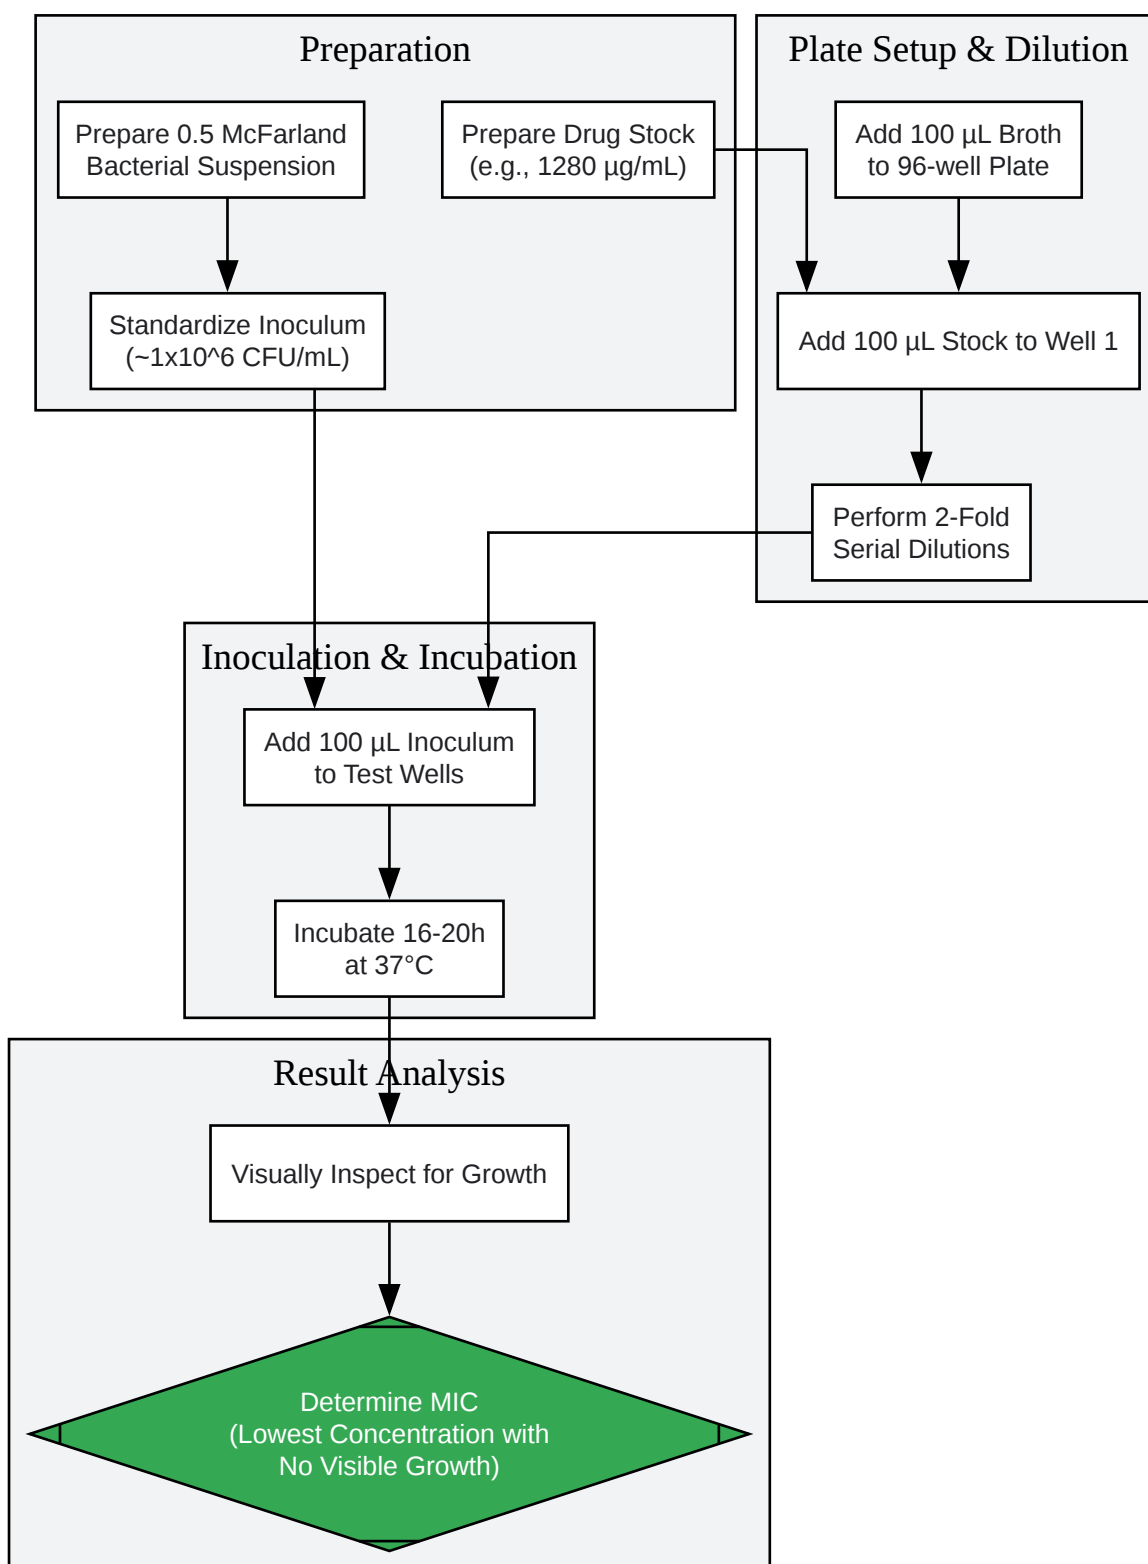 Preparation
Prepare 0.5 McFarland
Bacterial Suspension
Prepare Drug Stock
(e.g., 1280 µg/mL)
Standardize Inoculum
(~1x10^6 CFU/mL)
Plate Setup & Dilution
Add 100 µL Broth
to 96-well Plate
Add 100 µL Stock to Well 1
Perform 2-Fold
Serial Dilutions
Inoculation & Incubation
Add 100 µL Inoculum
to Test Wells
Incubate 16-20h
at 37°C
Result Analysis
Visually Inspect for Growth
Determine MIC
(Lowest Concentration with
No Visible Growth)